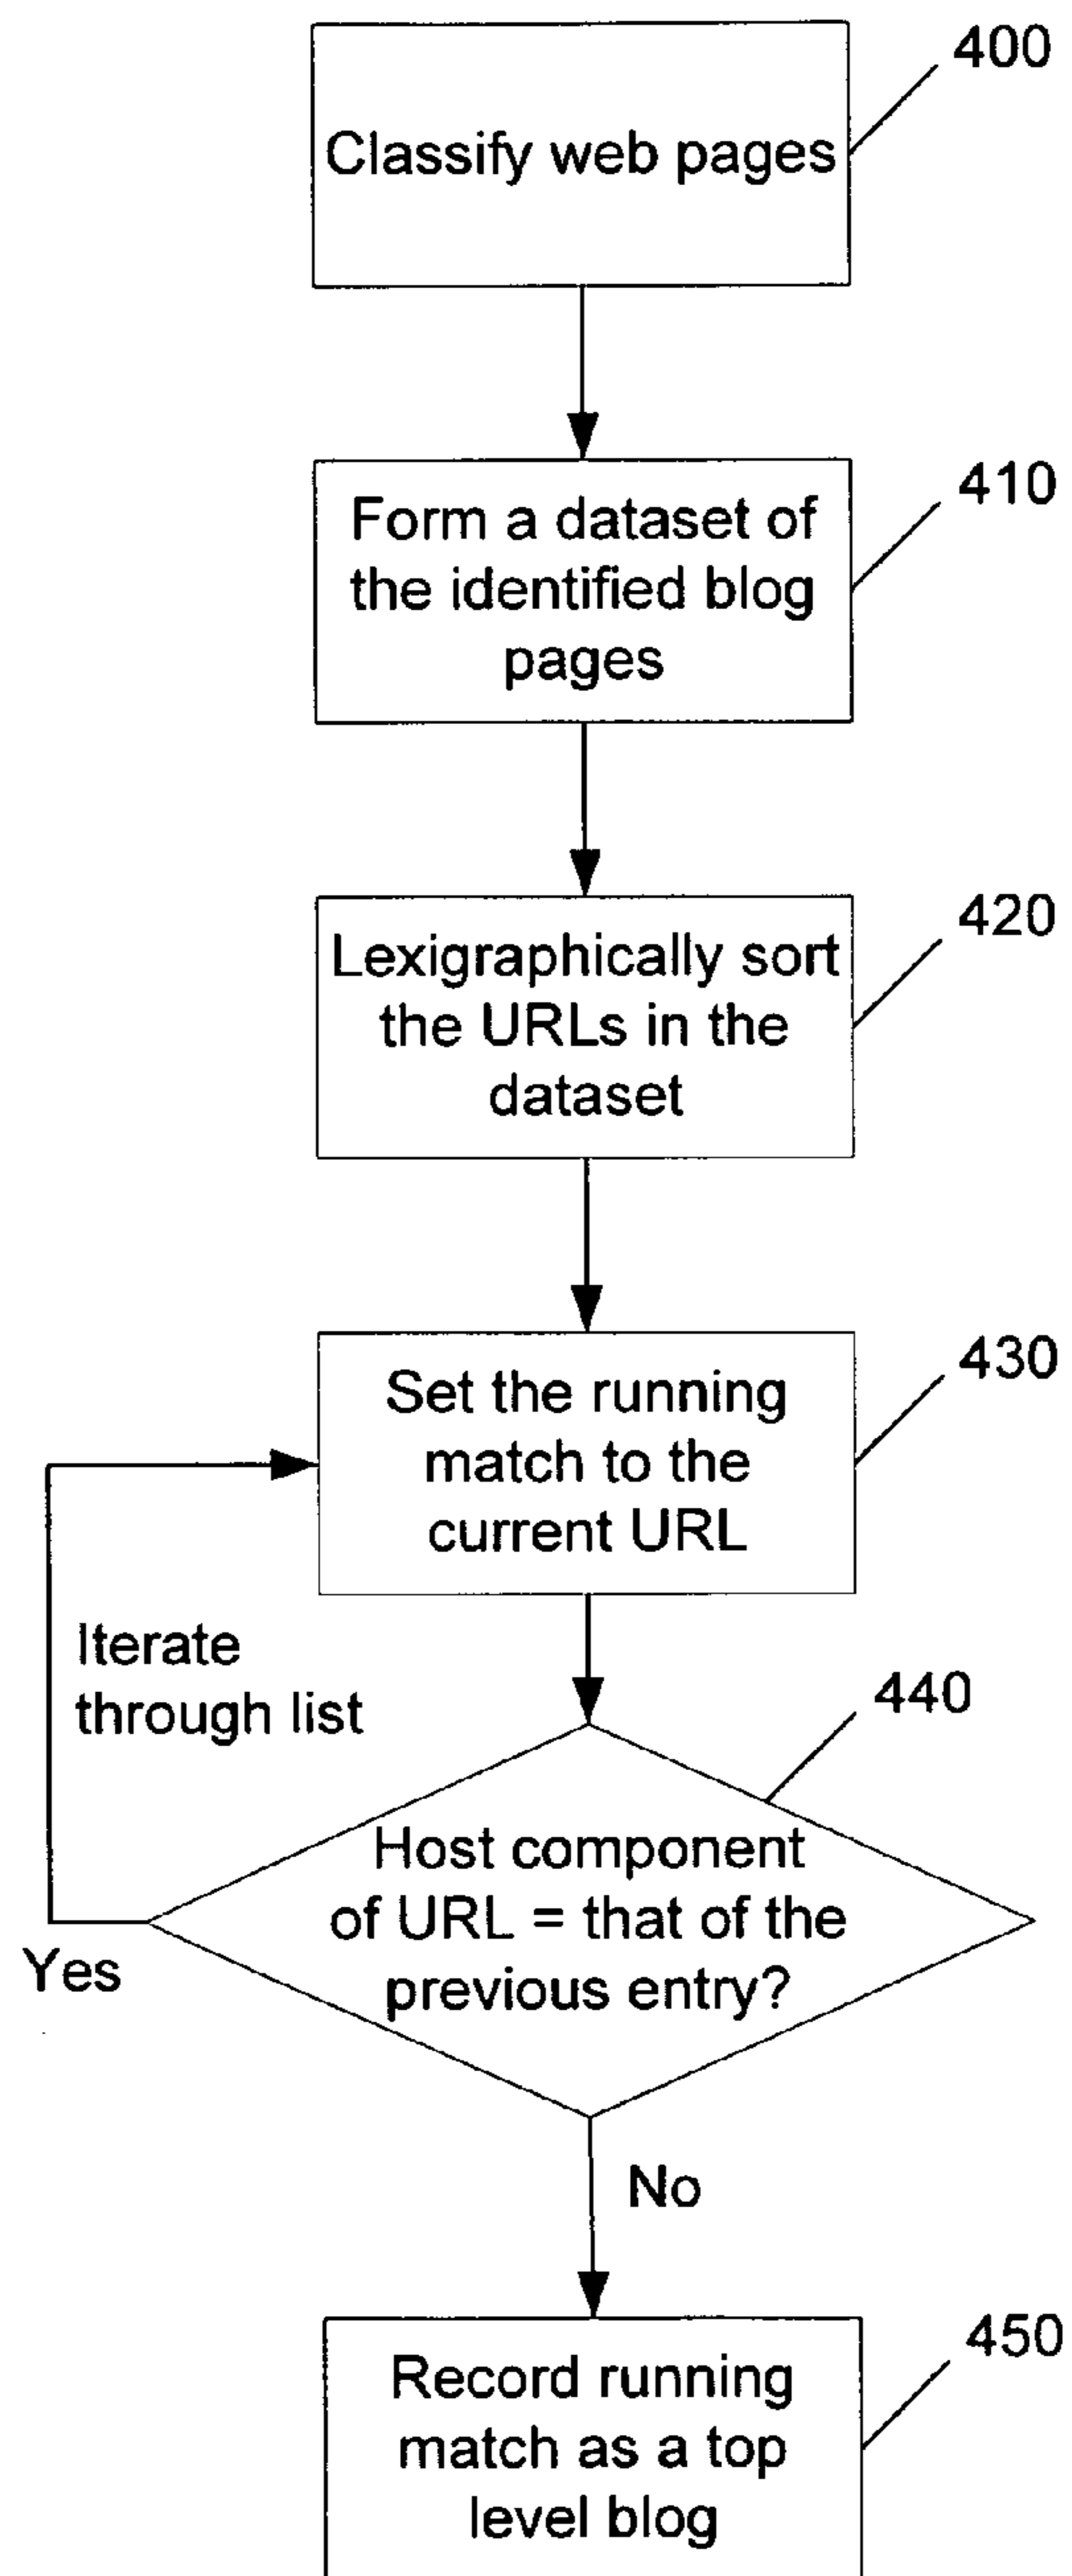 400
Classify web pages
410
Form a dataset of
the identified blog
pages
420
Lexigraphically sort
the URLs in the
dataset
430
Set the running
match to the
current URL
Iterate
through list
440
Host component
of URL = that of the
previous entry?
Yes
No
450
Record running
match as a top
level blog